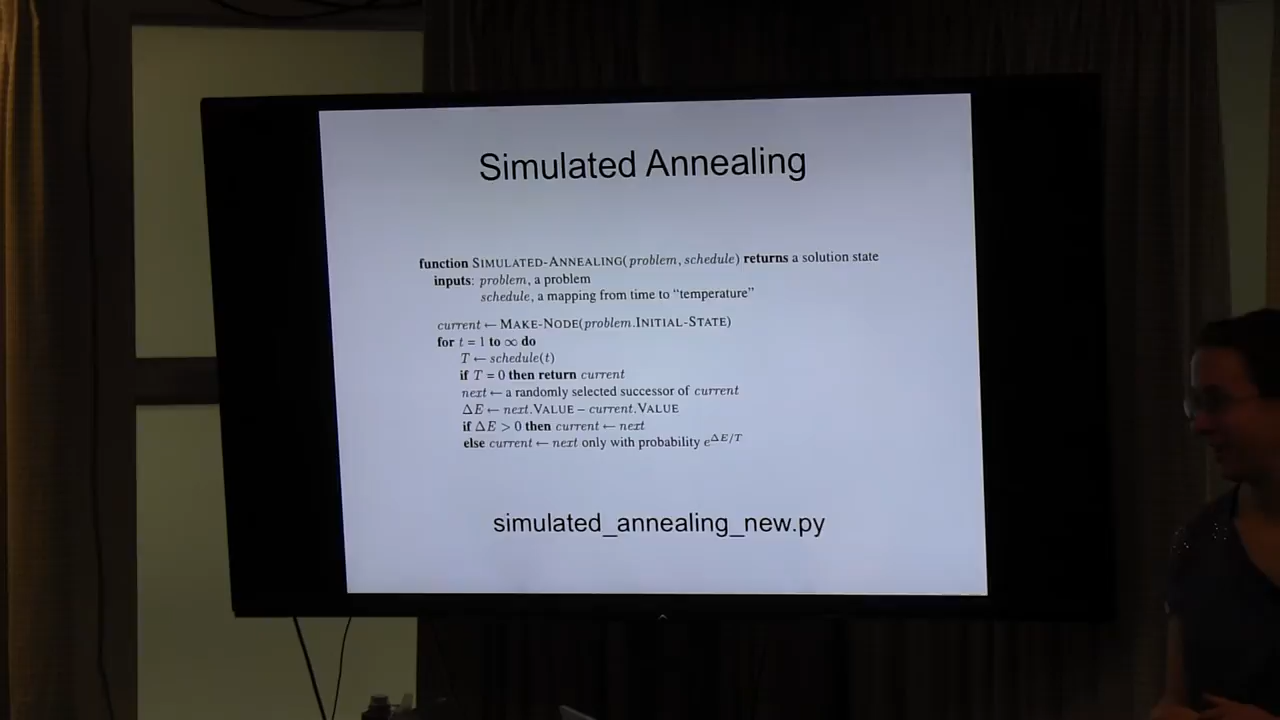 Simulated Annealing
function SIMULATED-ANNEALING(problem, schedule) returns a solution state
inputs: problem, a problem
schedule, a mapping from time to “temperature”
current ← MAKE-NODE(problem.INITIAL-STATE)
for t = 1 to ∞ do
T ← schedule(t)
if T = 0 then return current
next ← a randomly selected successor of current
ΔE ← next.VALUE – current.VALUE
if ΔE > 0 then current ← next
else current ← next only with probability e^ΔE/T
simulated_annealing_new.py